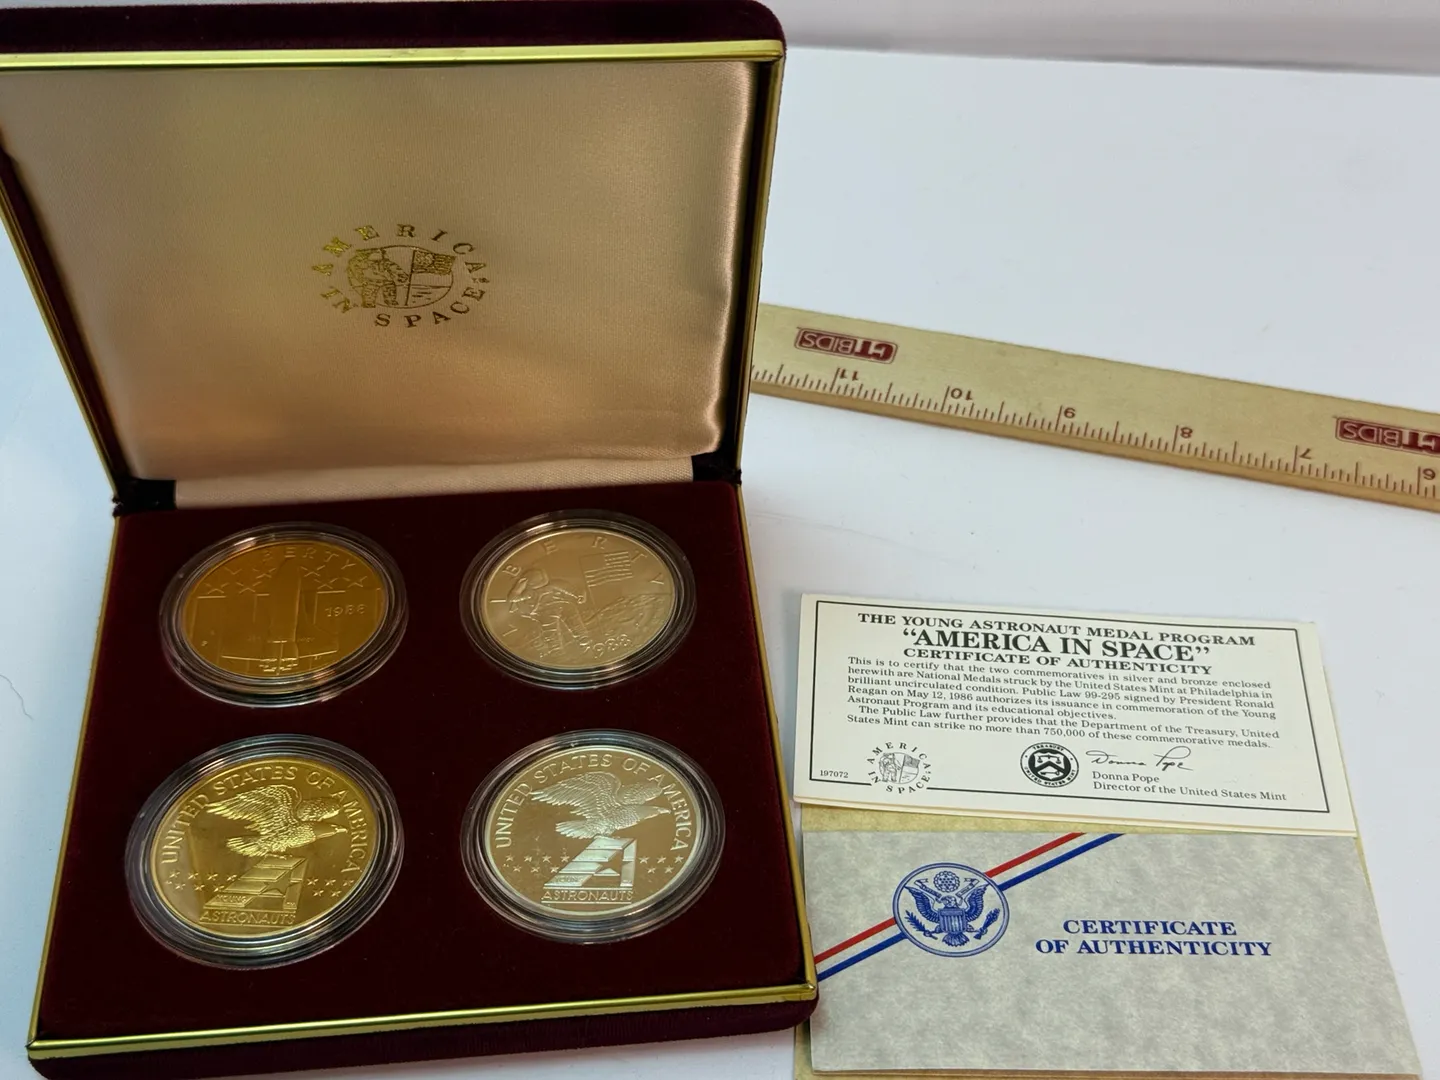 AMERICA
IN SPACE
LIBERTY
1988
LIBERTY
1988
UNITED STATES OF AMERICA
YOUNG
ASTRONAUTS
UNITED STATES OF AMERICA
ASTRONAUTS
CTBIDS
11
10
9
8
7
6
CTBIDS
THE YOUNG ASTRONAUT MEDAL PROGRAM
"AMERICA IN SPACE"
CERTIFICATE OF AUTHENTICITY
This is to certify that the two commemoratives in silver and bronze enclosed
herewith are National Medals struck by the United States Mint at Philadelphia in
brilliant uncirculated condition. Public Law 99-295 signed by President Ronald
Reagan on May 12, 1986 authorizes its issuance in commemoration of the Young
Astronaut Program and its educational objectives.
The Public Law further provides that the Department of the Treasury, United
States Mint can strike no more than 750,000 of these commemorative medals.
197072
AMERICA
IN SPACE
Donna Pope
Donna Pope
Director of the United States Mint
CERTIFICATE
OF AUTHENTICITY